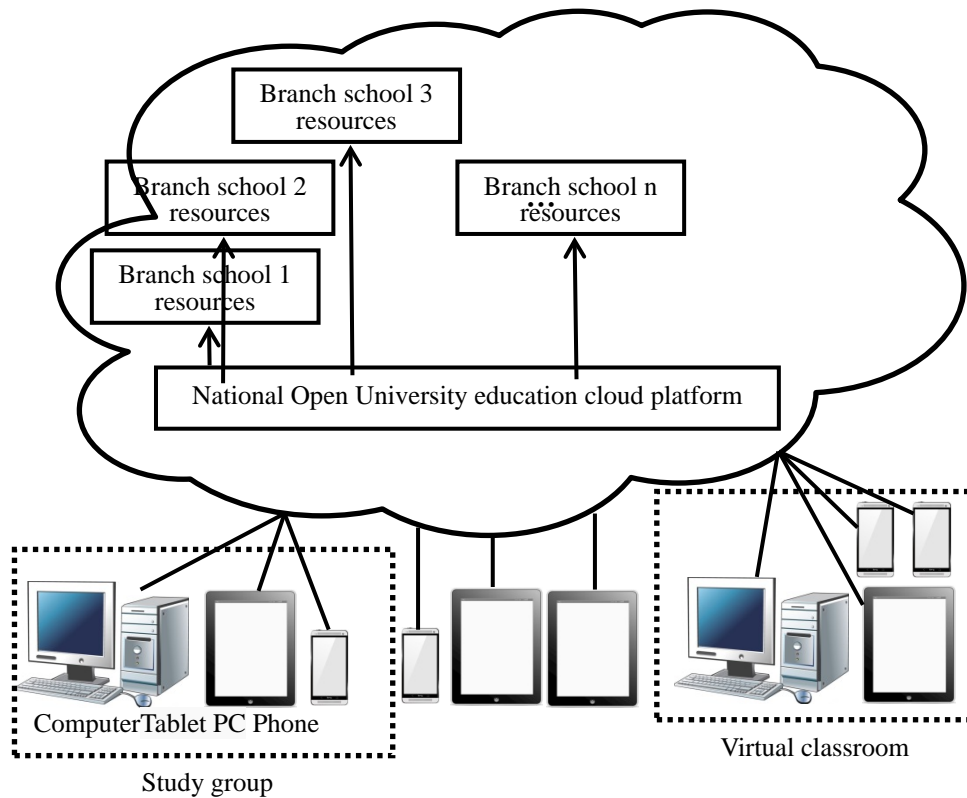 Branch school 3
resources
Branch school 2
resources
Branch school n
resources
...
Branch school 1
resources
National Open University education cloud platform
ComputerTablet PC Phone
Study group
Virtual classroom